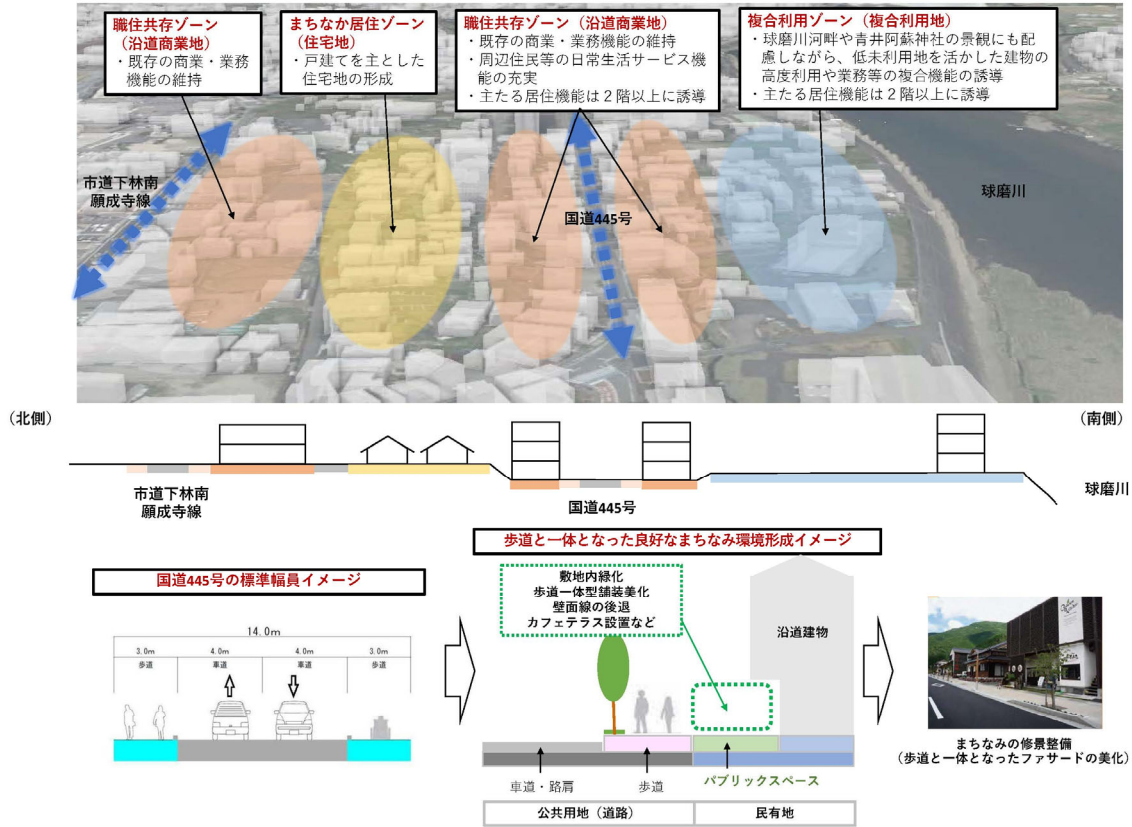 職住共存ゾーン
（沿道商業地）
・既存の商業・業務
機能の維持
まちなか居住ゾーン
（住宅地）
・戸建てを主とした
住宅地の形成
職住共存ゾーン（沿道商業地）
・既存の商業・業務機能の維持
・周辺住民等の日常生活サービス機
能の充実
・主たる居住機能は２階以上に誘導
複合利用ゾーン（複合利用地）
・球磨川河畔や青井阿蘇神社の景観にも配
慮しながら、低未利用地を活かした建物の
高度利用や業務等の複合機能の誘導
・主たる居住機能は２階以上に誘導
市道下林南
願成寺線
国道445号
球磨川
（北側）
（南側）
市道下林南
願成寺線
国道445号
球磨川
国道445号の標準幅員イメージ
14.0m
3.0m
4.0m
4.0m
3.0m
歩道
車道
車道
歩道
歩道と一体となった良好なまちなみ環境形成イメージ
敷地内緑化
歩道一体型舗装美化
壁面線の後退
カフェテラス設置など
沿道建物
車道・路肩
歩道
パブリックスペース
公共用地（道路）
民有地
まちなみの修景整備
（歩道と一体となったファサードの美化）